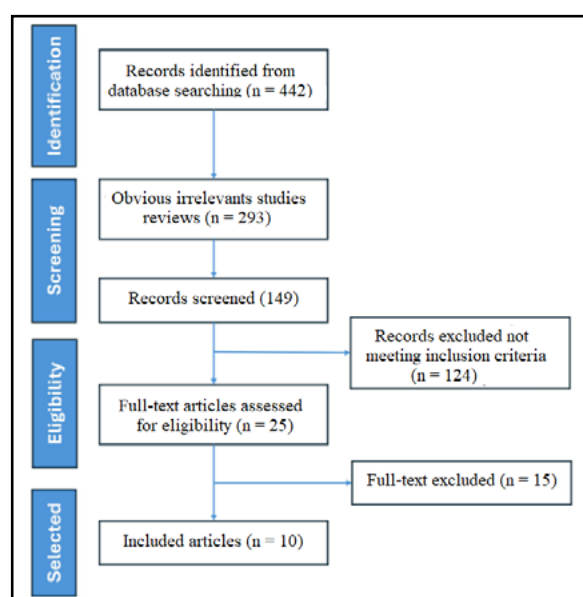 Identification
Records identified from
database searching (n = 442)
Screening
Obvious irrelevants studies
reviews (n = 293)
Records screened (149)
Records excluded not
meeting inclusion criteria
(n = 124)
Eligibility
Full-text articles assessed
for eligibility (n = 25)
Full-text excluded (n = 15)
Selected
Included articles (n = 10)